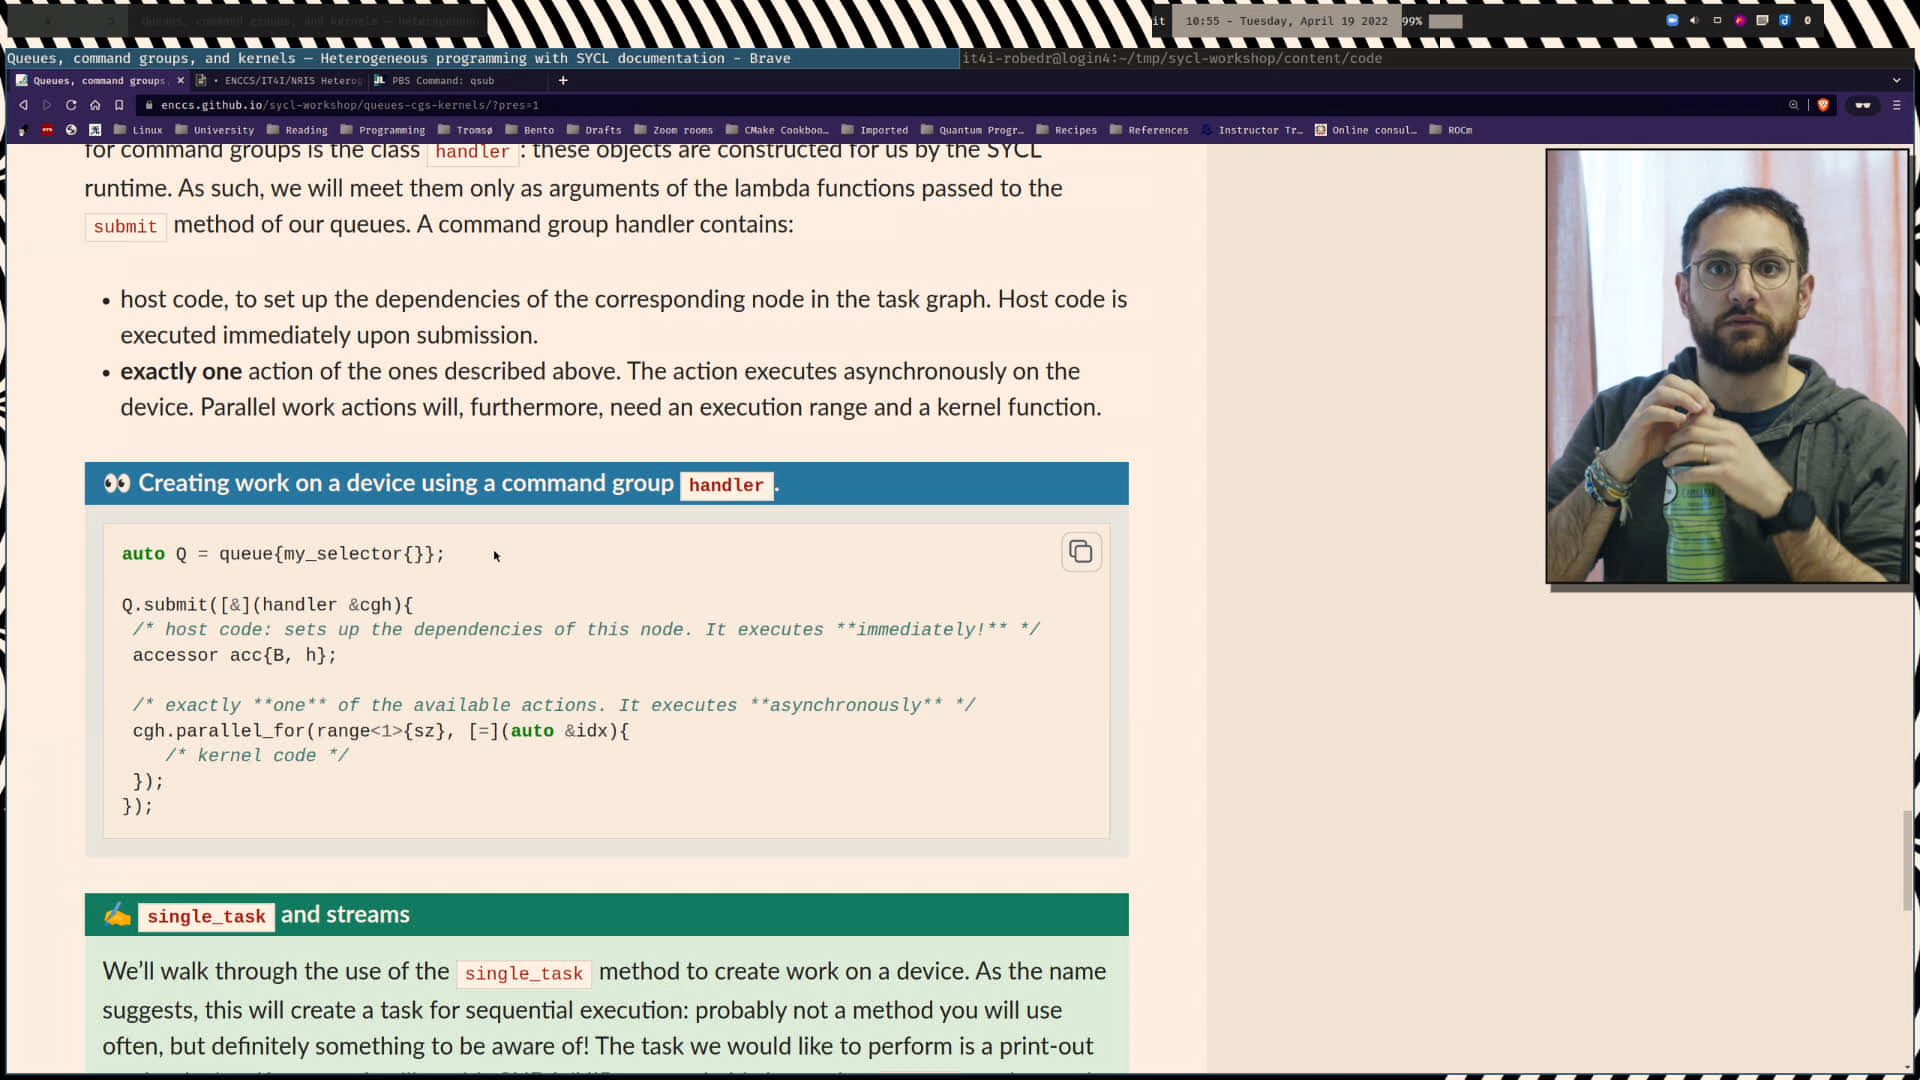 Queues, command groups, and kernels — Heterogeneous
it 10:55 - Tuesday, April 19 2022 99%
Queues, command groups, and kernels — Heterogeneous programming with SYCL documentation - Brave
it4i-robedr@login4:~/tmp/sycl-workshop/content/code
Queues, command groups, × • ENCCS/IT4I/NRIS Heterog PBS Command: qsub +
enccs.github.io/sycl-workshop/queues-cgs-kernels/?pres=1
Linux University Reading Programming Tromsø Bento Drafts Zoom rooms CMake Cookboo… Imported Quantum Progr… Recipes References Instructor Tr… Online consul… ROCm
for command groups is the class handler : these objects are constructed for us by the SYCL
runtime. As such, we will meet them only as arguments of the lambda functions passed to the
submit method of our queues. A command group handler contains:
• host code, to set up the dependencies of the corresponding node in the task graph. Host code is
executed immediately upon submission.
• exactly one action of the ones described above. The action executes asynchronously on the
device. Parallel work actions will, furthermore, need an execution range and a kernel function.
👀 Creating work on a device using a command group handler .
auto Q = queue{my_selector{}};
Q.submit([&](handler &cgh){
/* host code: sets up the dependencies of this node. It executes **immediately!** */
accessor acc{B, h};
/* exactly **one** of the available actions. It executes **asynchronously** */
cgh.parallel_for(range<1>{sz}, [=](auto &idx){
/* kernel code */
});
});
✍️ single_task and streams
We’ll walk through the use of the single_task method to create work on a device. As the name
suggests, this will create a task for sequential execution: probably not a method you will use
often, but definitely something to be aware of! The task we would like to perform is a print-out